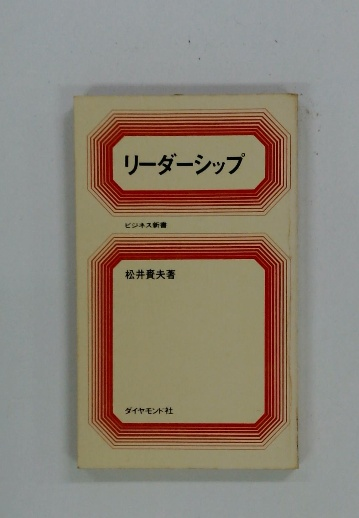 リーダーシップ
ビジネス新書
松井賚夫著
ダイヤモンド社